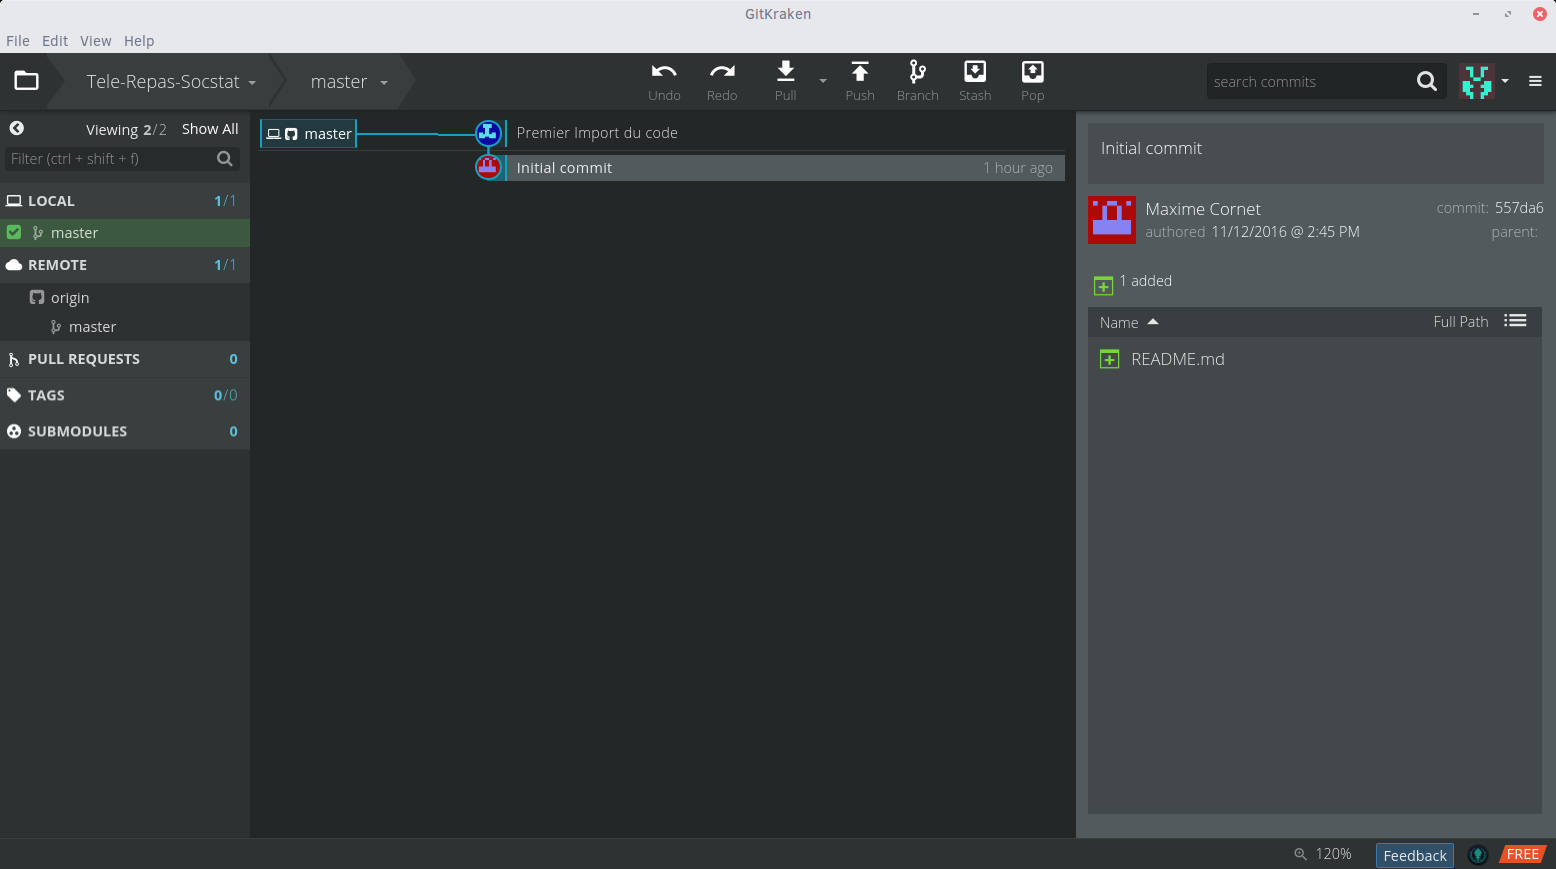 GitKraken
File Edit View Help
Tele-Repas-Socstat master
Undo Redo Pull Push Branch Stash Pop
search commits
Viewing 2/2 Show All
Filter (ctrl + shift + f)
LOCAL 1/1
master
REMOTE 1/1
origin
master
PULL REQUESTS 0
TAGS 0/0
SUBMODULES 0
master Premier Import du code
Initial commit 1 hour ago
Initial commit
Maxime Cornet commit: 557da6
authored 11/12/2016 @ 2:45 PM parent:
1 added
Name Full Path
README.md
120% Feedback FREE